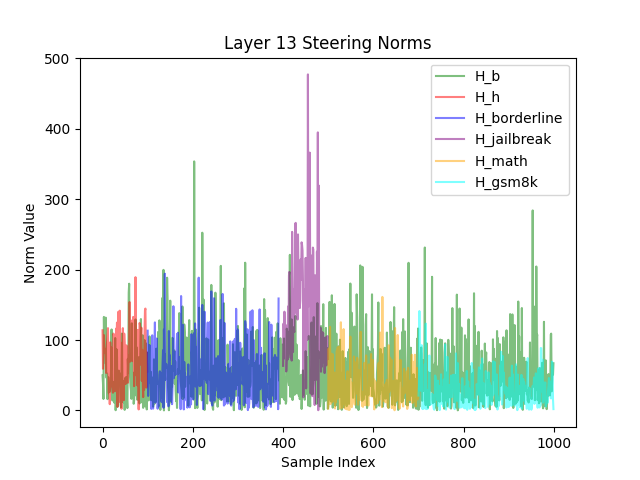 Layer 13 Steering Norms
500
400
300
200
100
0
Norm Value
H_b
H_h
H_borderline
H_jailbreak
H_math
H_gsm8k
0 200 400 600 800 1000
Sample Index